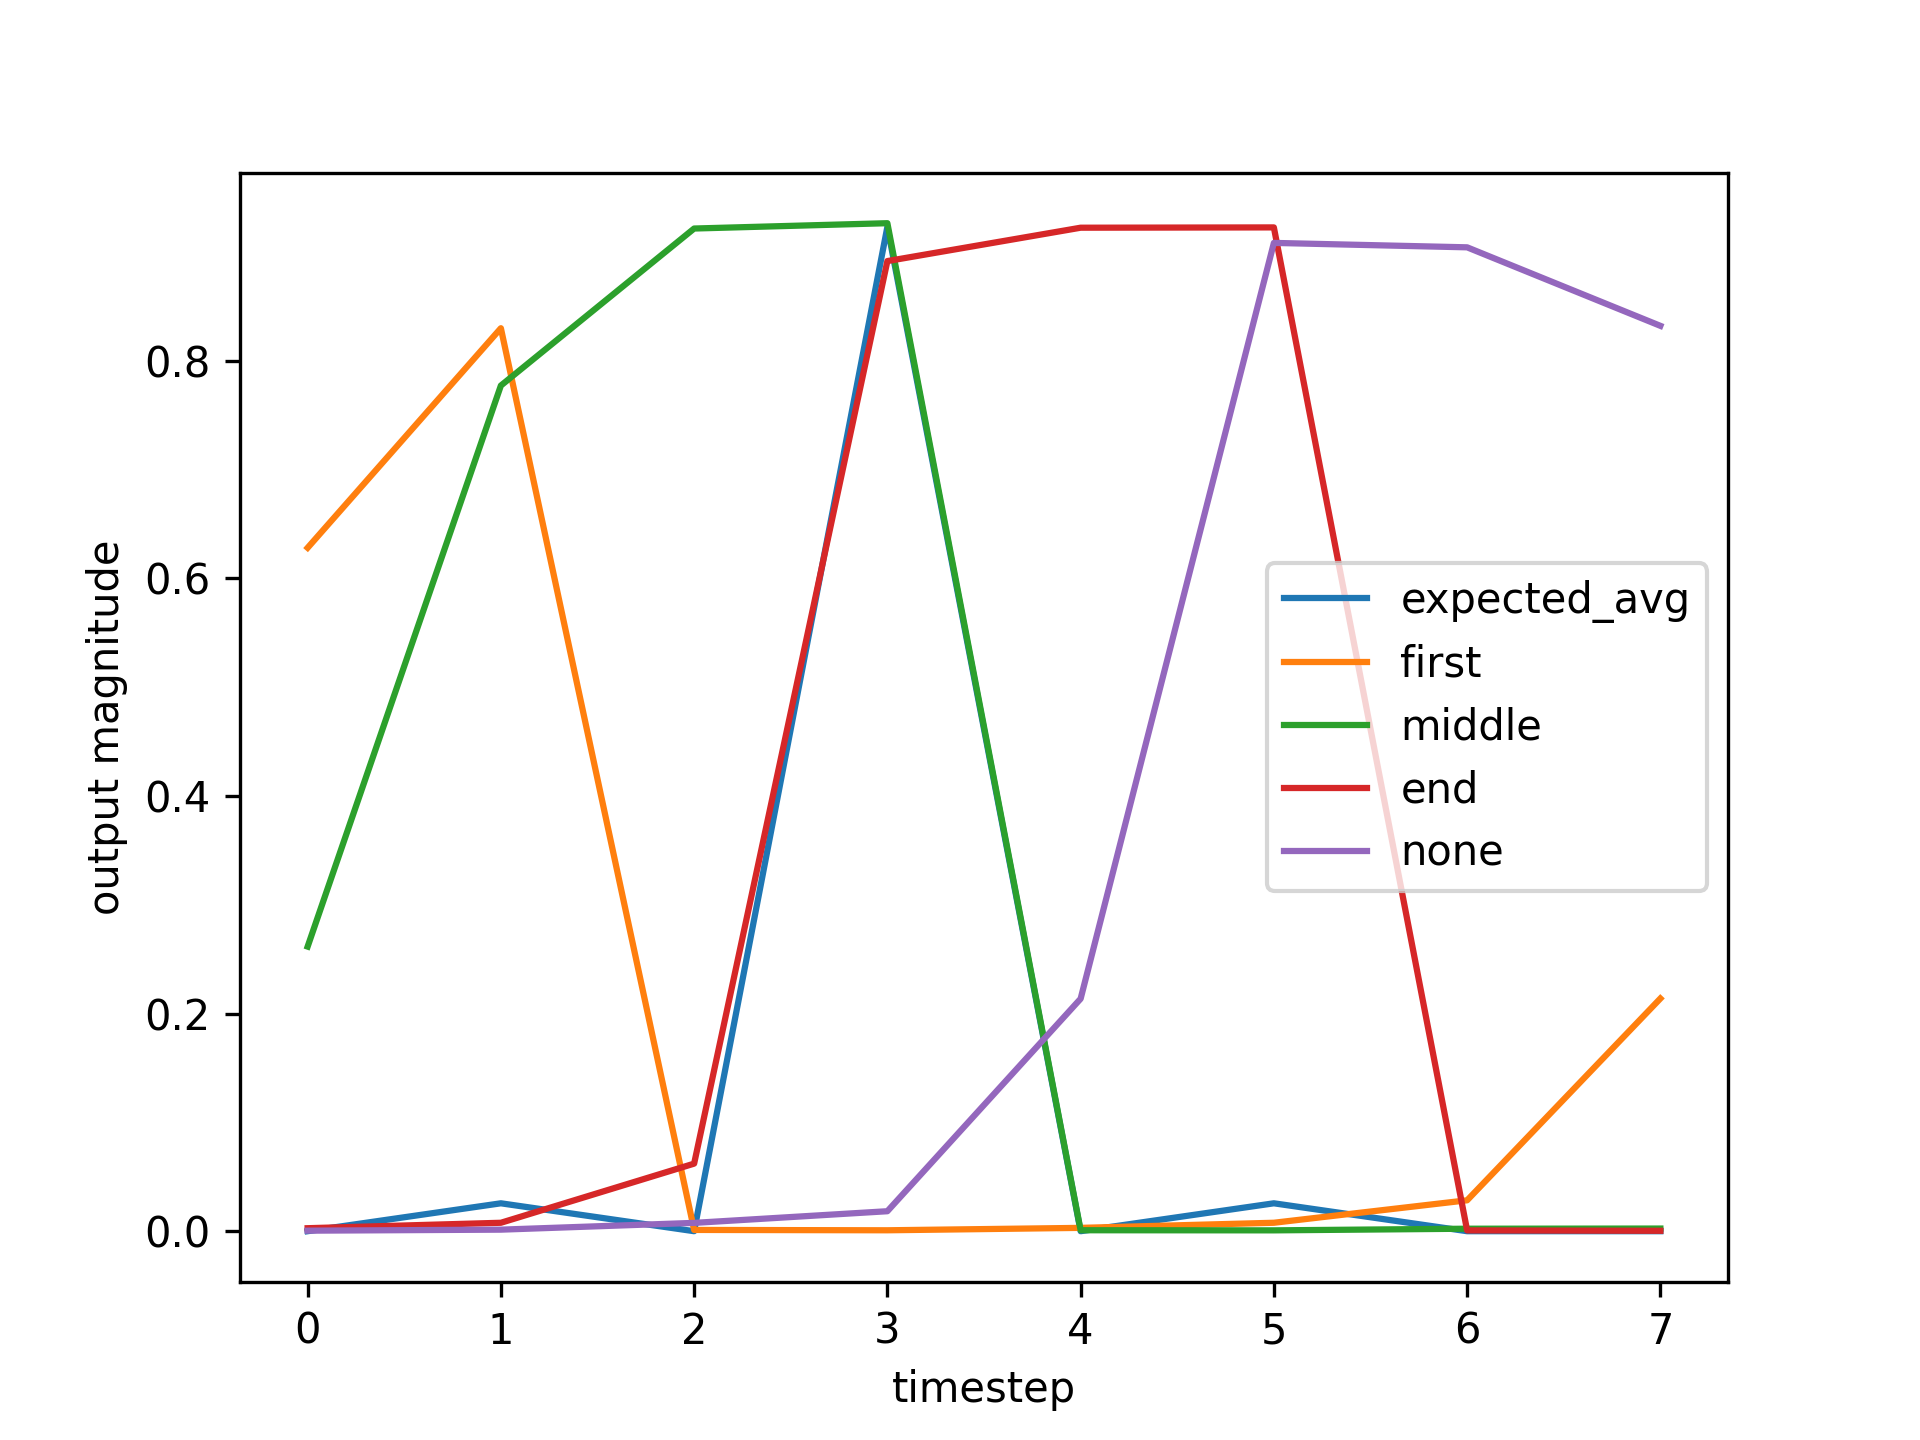 output magnitude
0.8
0.6
0.4
0.2
0.0
expected_avg
first
middle
end
none
0 1 2 3 4 5 6 7
timestep